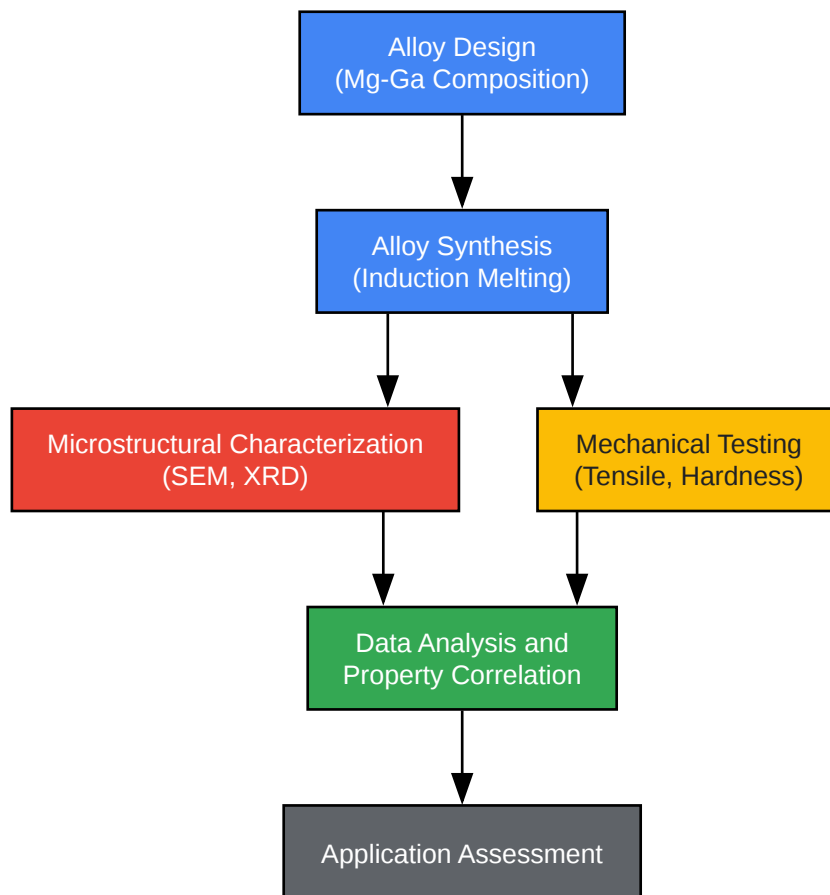 Alloy Design
(Mg-Ga Composition)
Alloy Synthesis
(Induction Melting)
Microstructural Characterization
(SEM, XRD)
Mechanical Testing
(Tensile, Hardness)
Data Analysis and
Property Correlation
Application Assessment